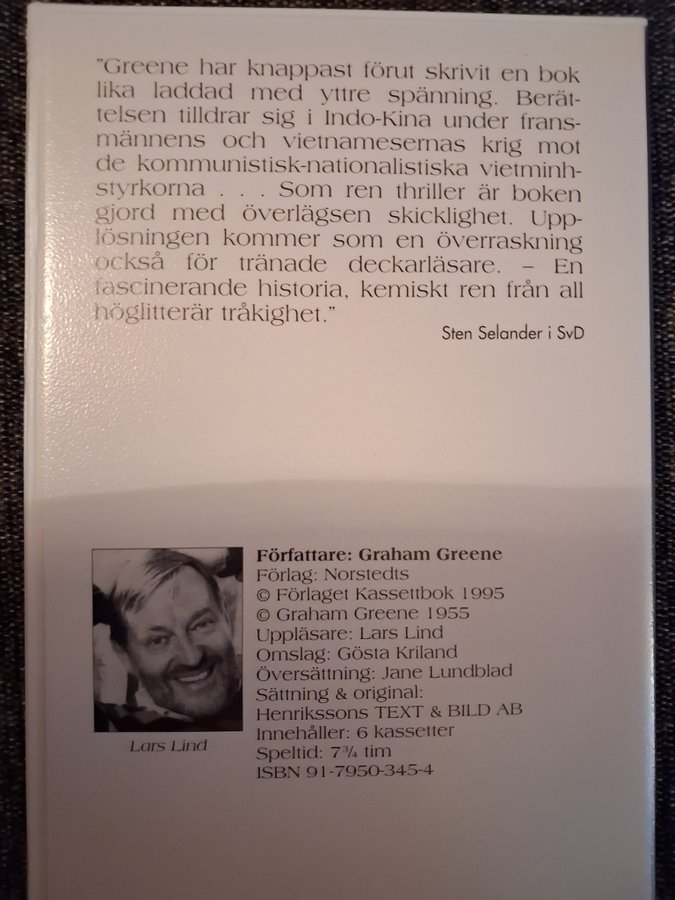 "Greene har knappast förut skrivit en bok
lika laddad med yttre spänning. Berät-
telsen tilldrar sig i Indo-Kina under frans-
männens och vietnamesernas krig mot
de kommunistisk-nationalistiska vietminh-
styrkorna . . . Som ren thriller är boken
gjord med överlägsen skicklighet. Upp-
lösningen kommer som en överraskning
också för tränade deckarläsare. – En
fascinerande historia, kemiskt ren från all
höglitterär tråkighet."
Sten Selander i SvD
Författare: Graham Greene
Förlag: Norstedts
© Förlaget Kassettbok 1995
© Graham Greene 1955
Uppläsare: Lars Lind
Omslag: Gösta Kriland
Översättning: Jane Lundblad
Sättning & original:
Henrikssons TEXT & BILD AB
Innehåller: 6 kassetter
Speltid: 7¾ tim
ISBN 91-7950-345-4
Lars Lind